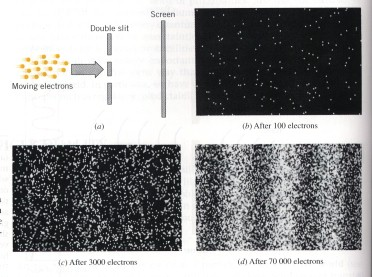 Screen
Double slit
Moving electrons
(a)
(b) After 100 electrons
(c) After 3000 electrons
(d) After 70 000 electrons